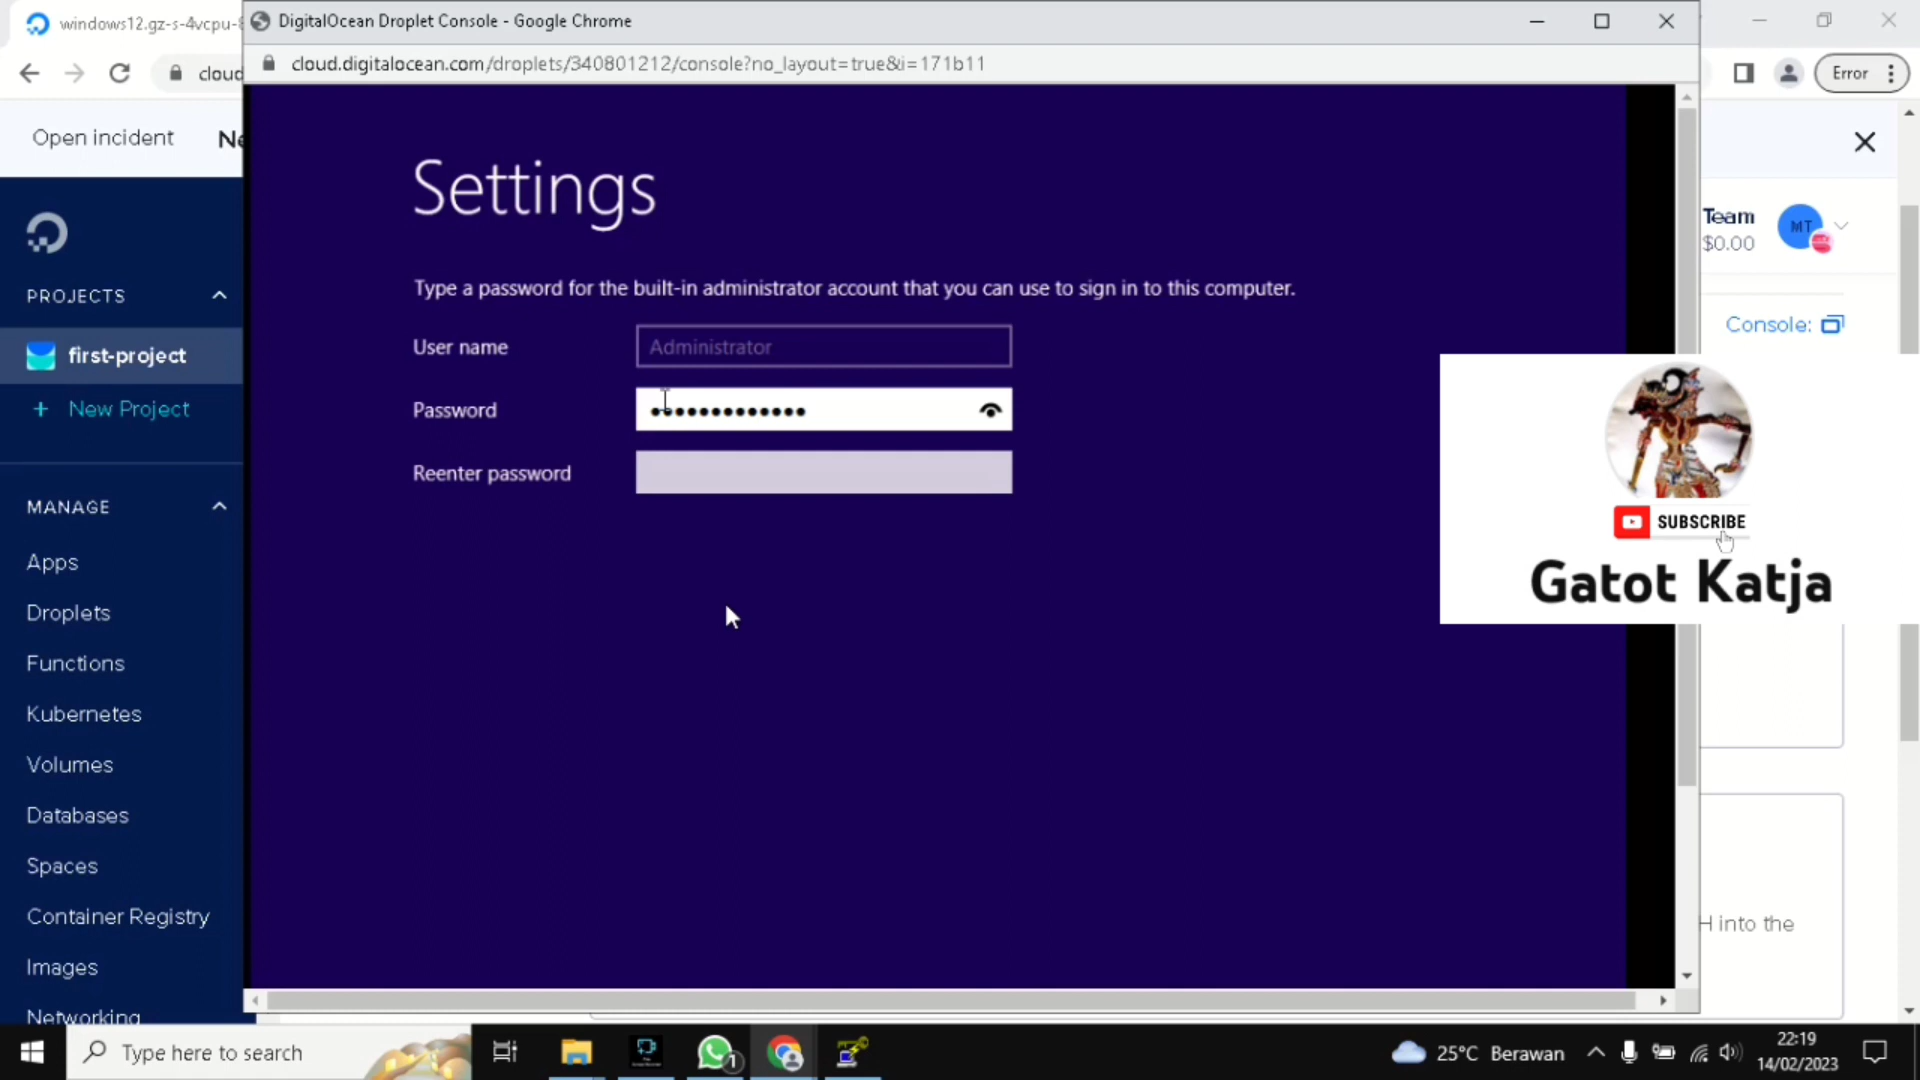 windows12.gz-s-4vcpu-8
DigitalOcean Droplet Console - Google Chrome
cloud
cloud.digitalocean.com/droplets/340801212/console?no_layout=true&i=171b11
Error
Open incident
Ne
PROJECTS
first-project
+ New Project
MANAGE
Apps
Droplets
Functions
Kubernetes
Volumes
Databases
Spaces
Container Registry
Images
Networking
Settings
Type a password for the built-in administrator account that you can use to sign in to this computer.
User name
Administrator
Password
•••••••••••••
Reenter password
Team
$0.00
MT
Console:
SUBSCRIBE
Gatot Katja
H into the
Type here to search
1
25°C Berawan
22:19
14/02/2023